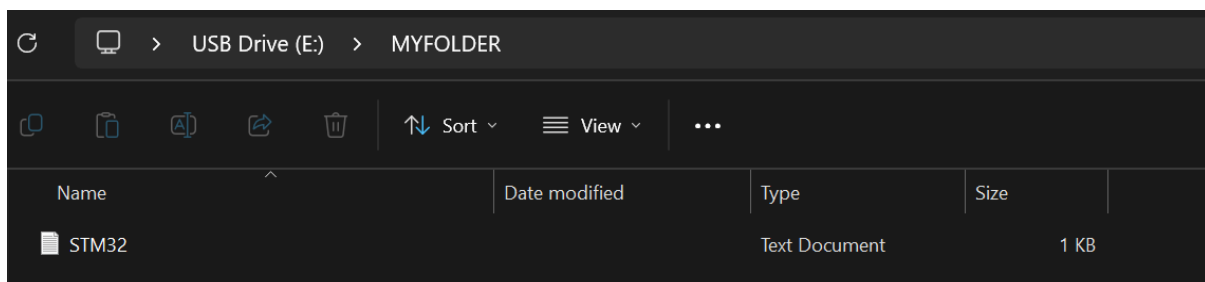 USB Drive (E:) > MYFOLDER
Sort View
Name Date modified Type Size
STM32 Text Document 1 KB